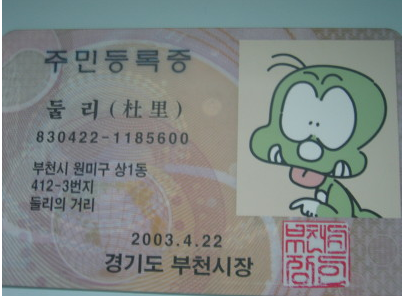 주민등록증
둘 리(杜里)
830422-1185600
부천시 원미구 상1동
412-3번지
둘리의 거리
2003.4.22
경기도 부천시장